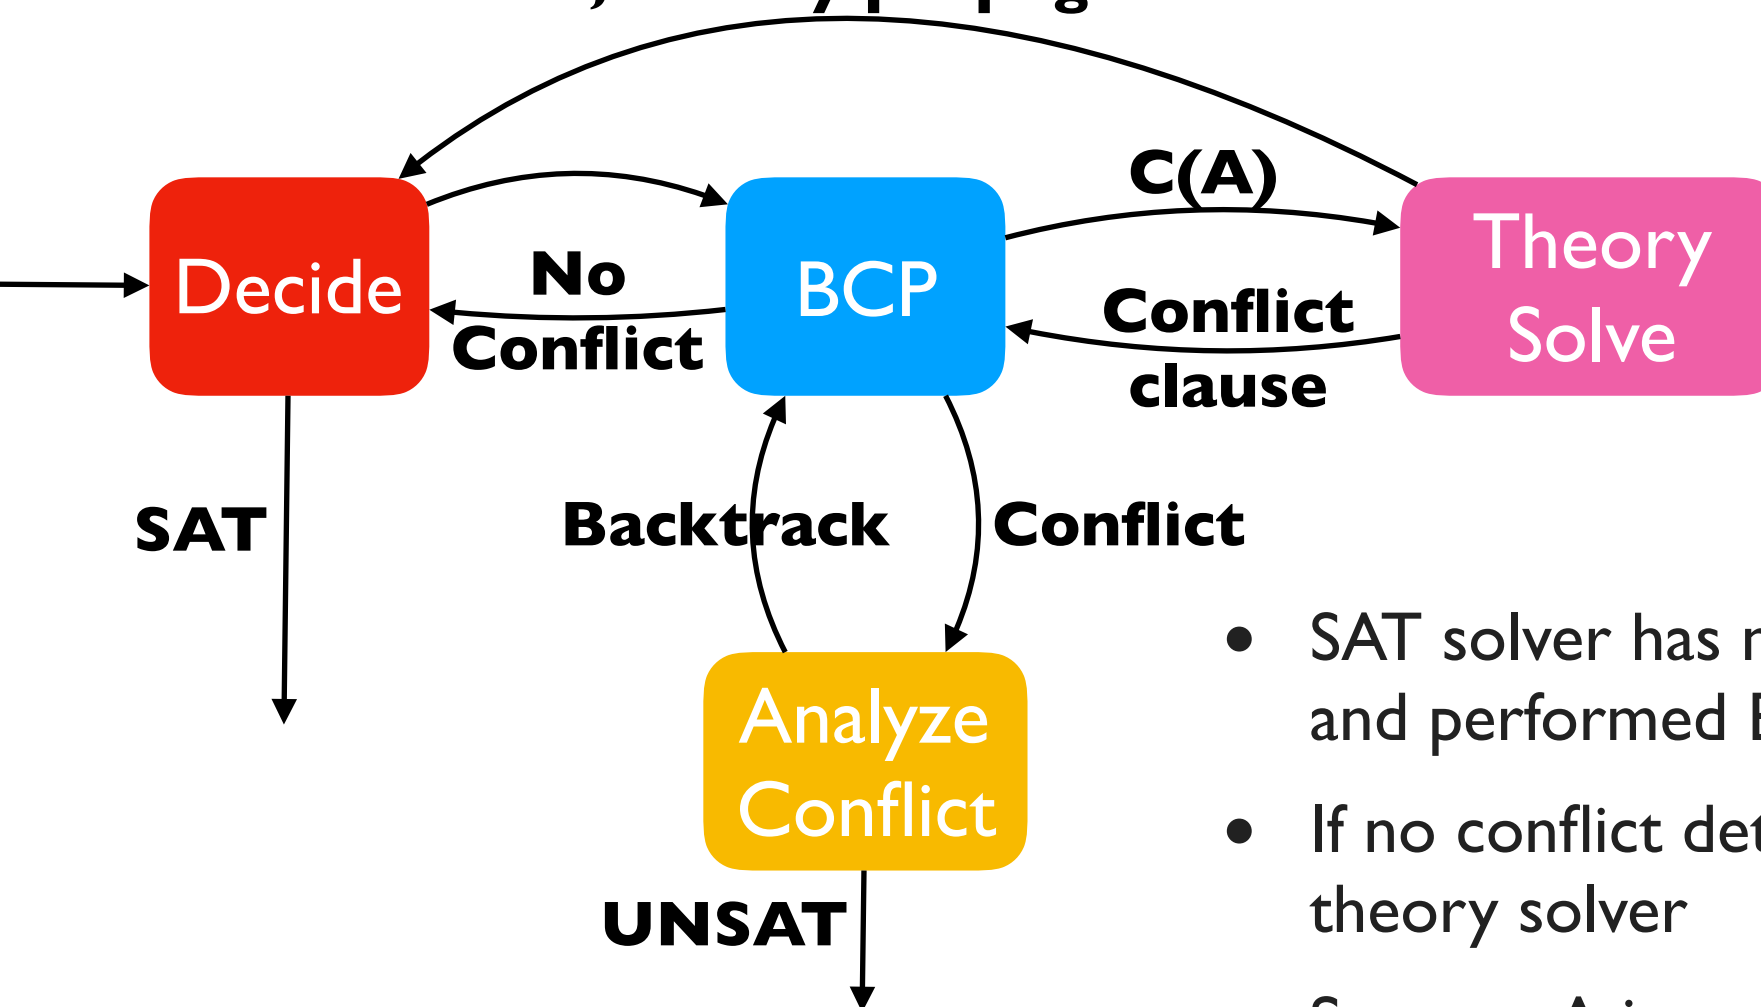 C(A)
Decide
No
Conflict
BCP
Conflict
clause
Theory
Solve
SAT
Backtrack
Conflict
Analyze
Conflict
UNSAT
• SAT solver has
and performed
• If no conflict
theory solver